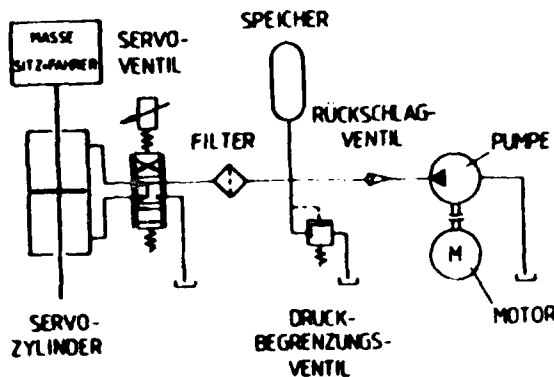 MASSE
SITZ+FAHRER
SERVO-
VENTIL
SPEICHER
FILTER
RÜCKSCHLAG-
VENTIL
PUMPE
M
MOTOR
SERVO-
ZYLINDER
DRUCK-
BEGRENZUNGS-
VENTIL